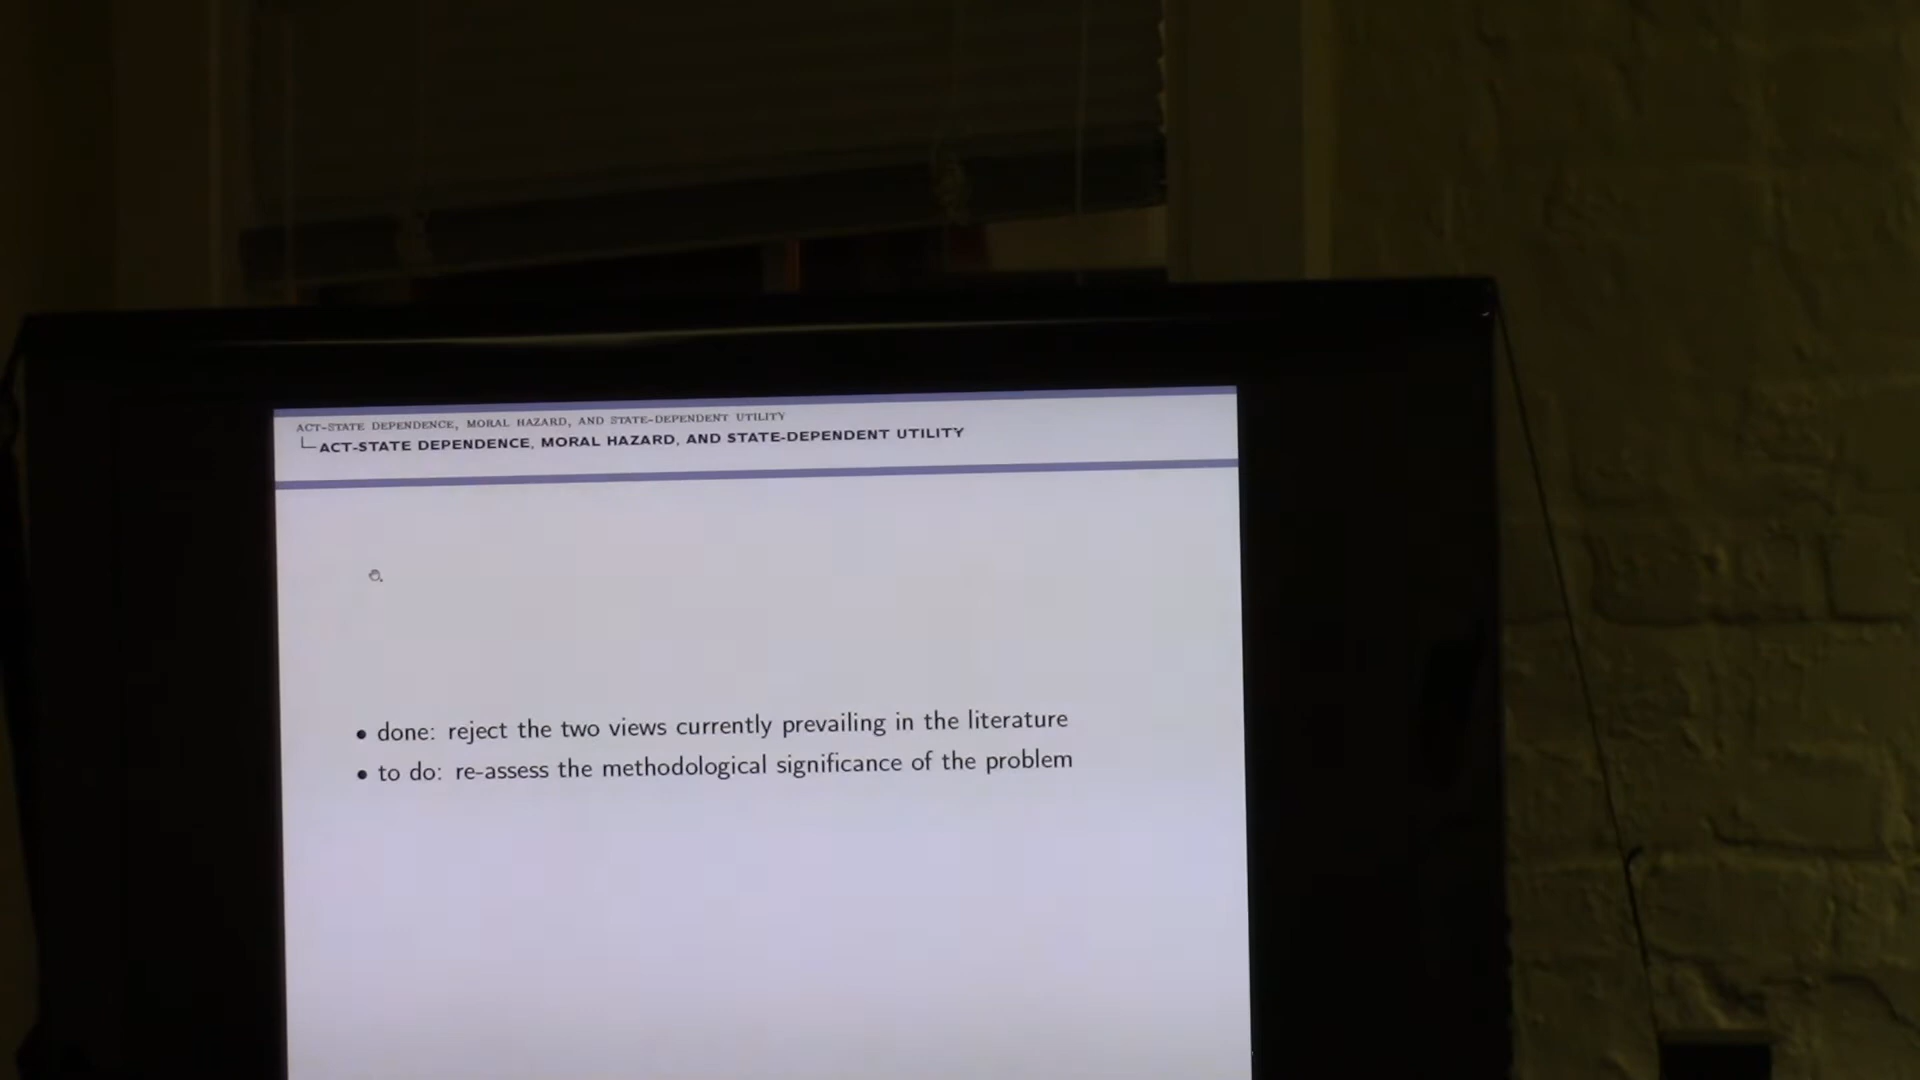 ACT-STATE DEPENDENCE, MORAL HAZARD, AND STATE-DEPENDENT UTILITY
ACT-STATE DEPENDENCE, MORAL HAZARD, AND STATE-DEPENDENT UTILITY
• done: reject the two views currently prevailing in the literature
• to do: re-assess the methodological significance of the problem